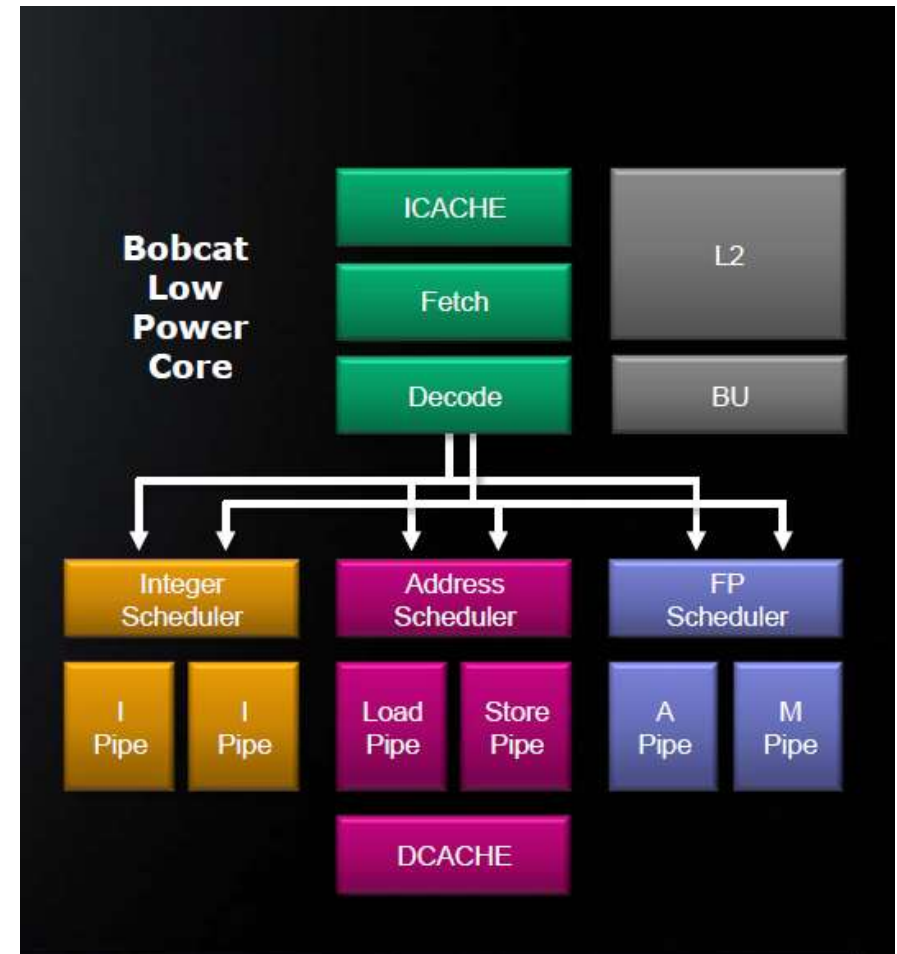 Bobcat
Low
Power
Core
ICACHE
Fetch
Decode
L2
BU
Integer
Scheduler
Address
Scheduler
FP
Scheduler
I
Pipe
I
Pipe
Load
Pipe
Store
Pipe
A
Pipe
M
Pipe
DCACHE